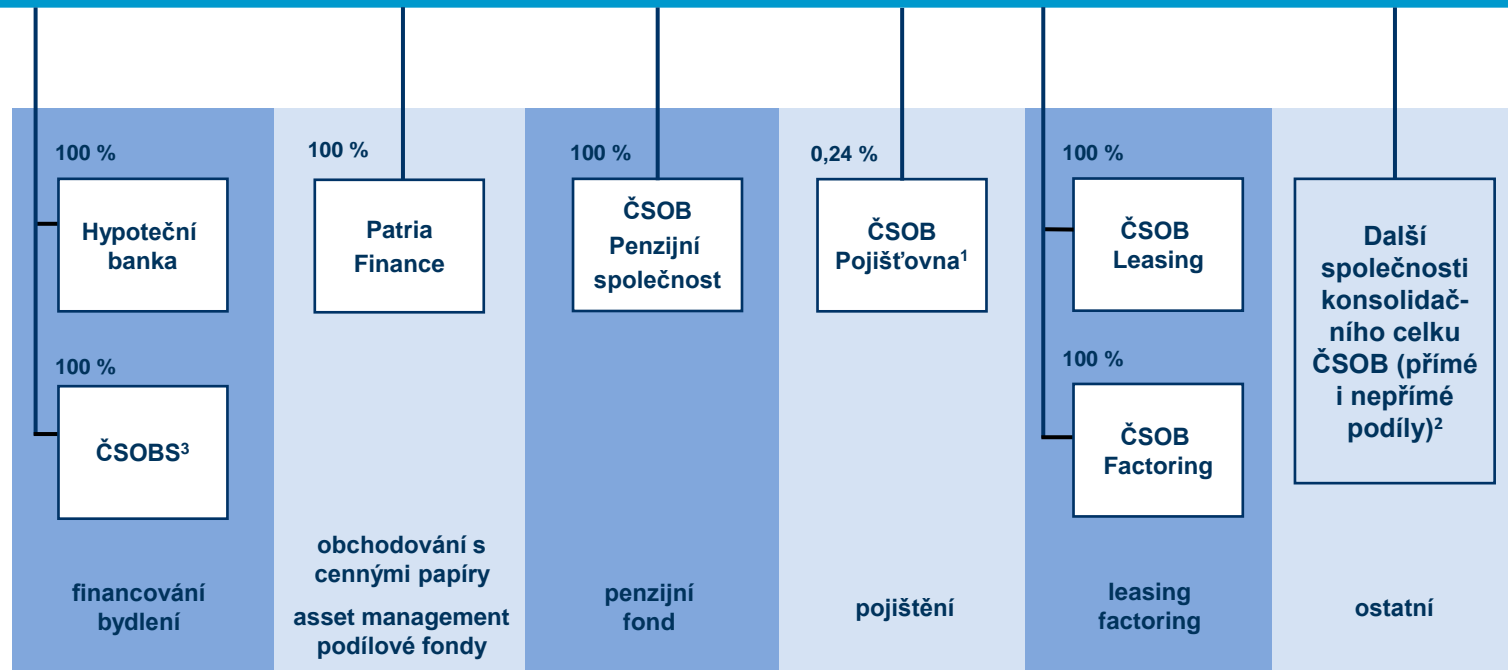 100 %
Hypoteční
banka
100 %
ČSOBS³
financování
bydlení
100 %
Patria
Finance
obchodování s
cennými papíry
asset management
podílové fondy
100 %
ČSOB
Penzijní
společnost
penzijní
fond
0,24 %
ČSOB
Pojišťovna¹
pojištění
100 %
ČSOB
Leasing
100 %
ČSOB
Factoring
leasing
factoring
Další
společnosti
konsolidač-
ního celku
ČSOB (přímé
i nepřímé
podíly)²
ostatní